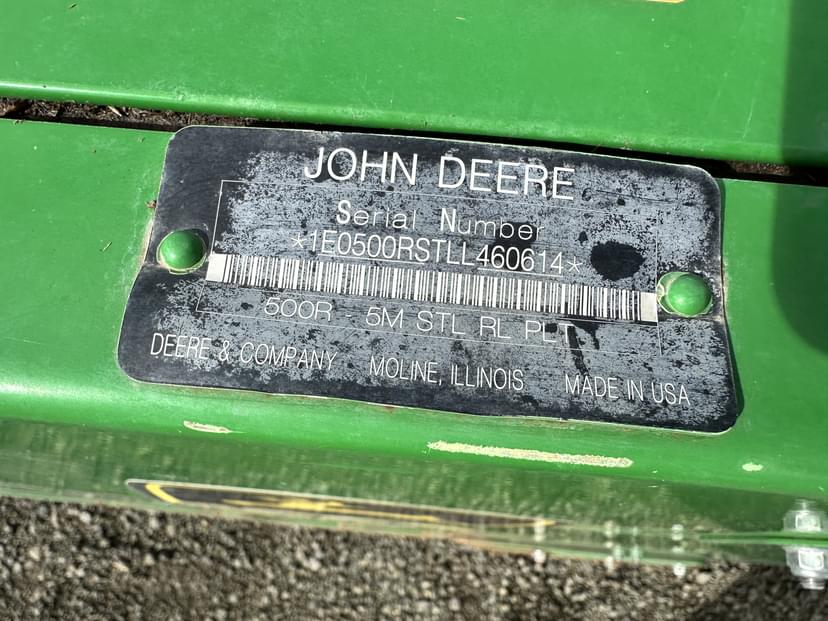 JOHN DEERE
Serial Number
*1E0500RSTLL460614*
500R - 5M STL RL PLT
DEERE & COMPANY MOLINE, ILLINOIS MADE IN USA